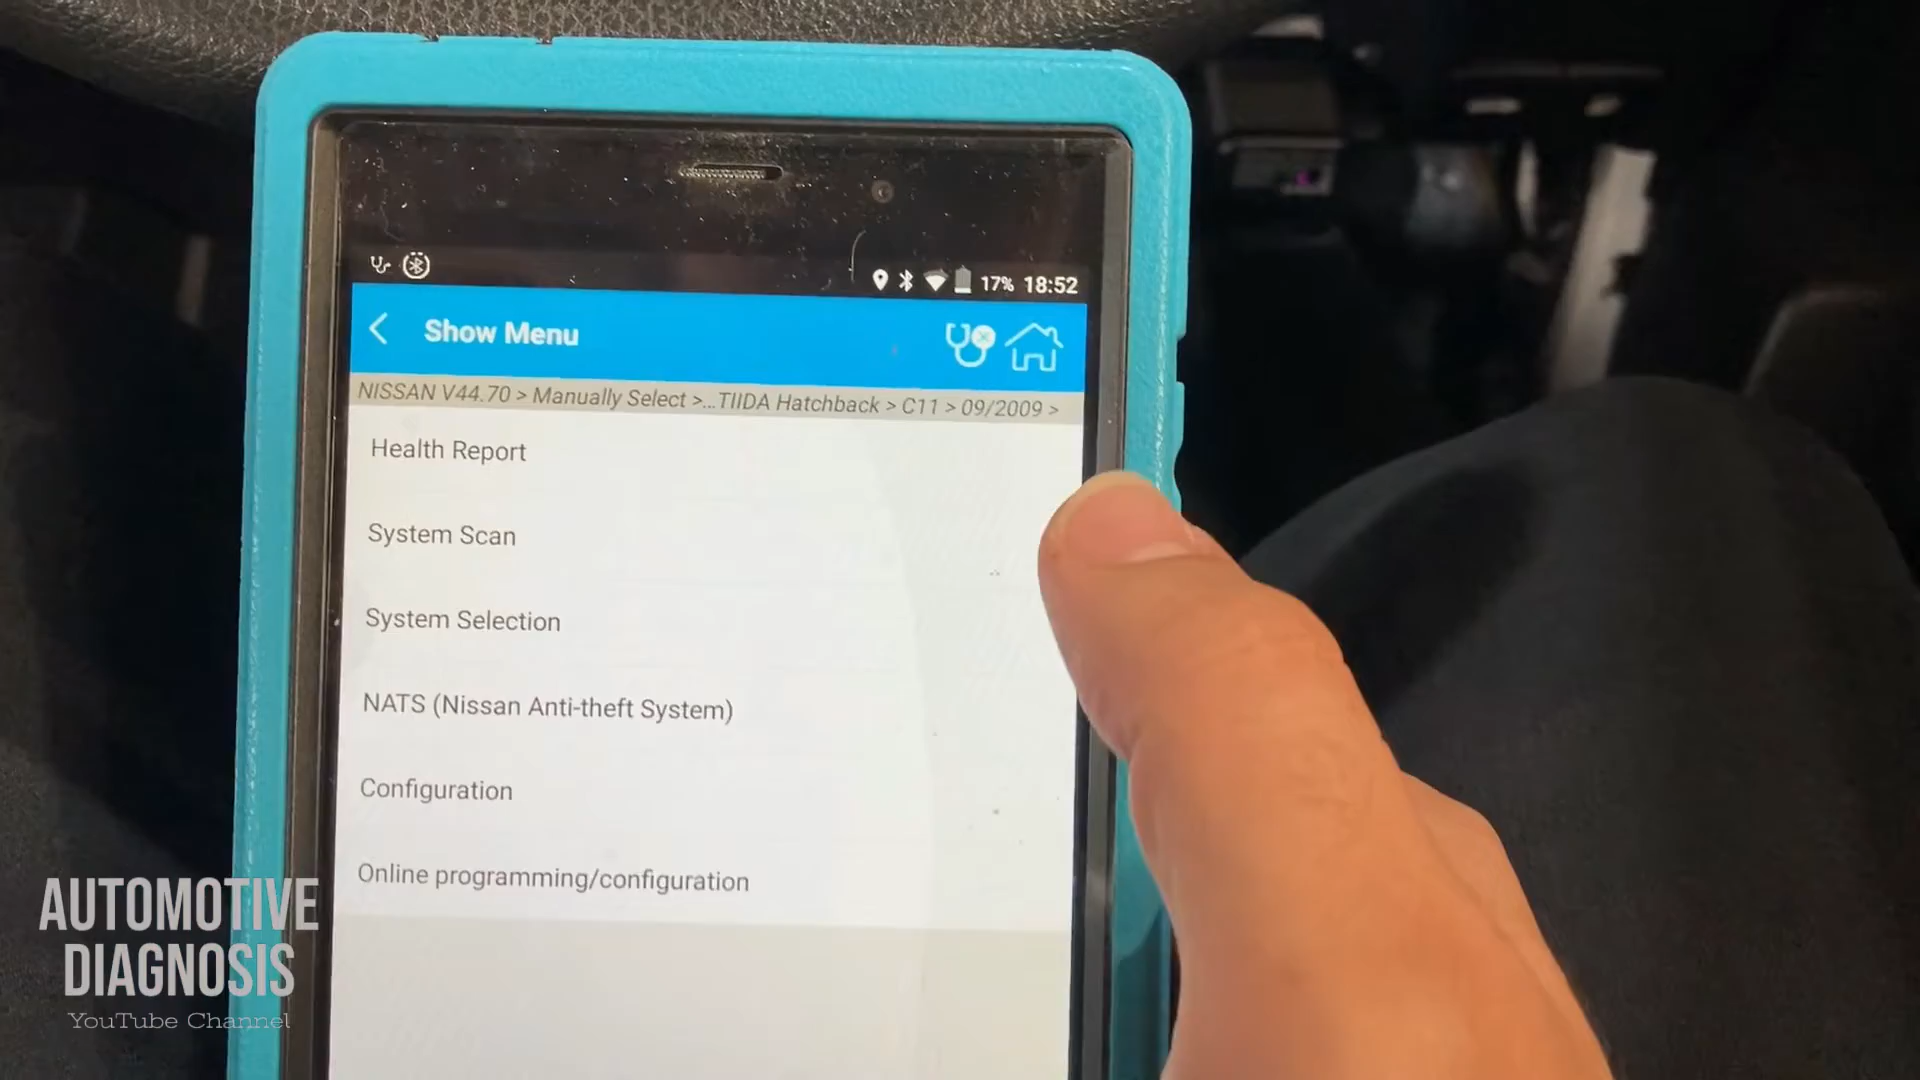 17% 18:52
Show Menu
NISSAN V44.70 > Manually Select >...TIIDA Hatchback > C11 > 09/2009 >
Health Report
System Scan
System Selection
NATS (Nissan Anti-theft System)
Configuration
Online programming/configuration
AUTOMOTIVE
DIAGNOSIS
YouTube Channel